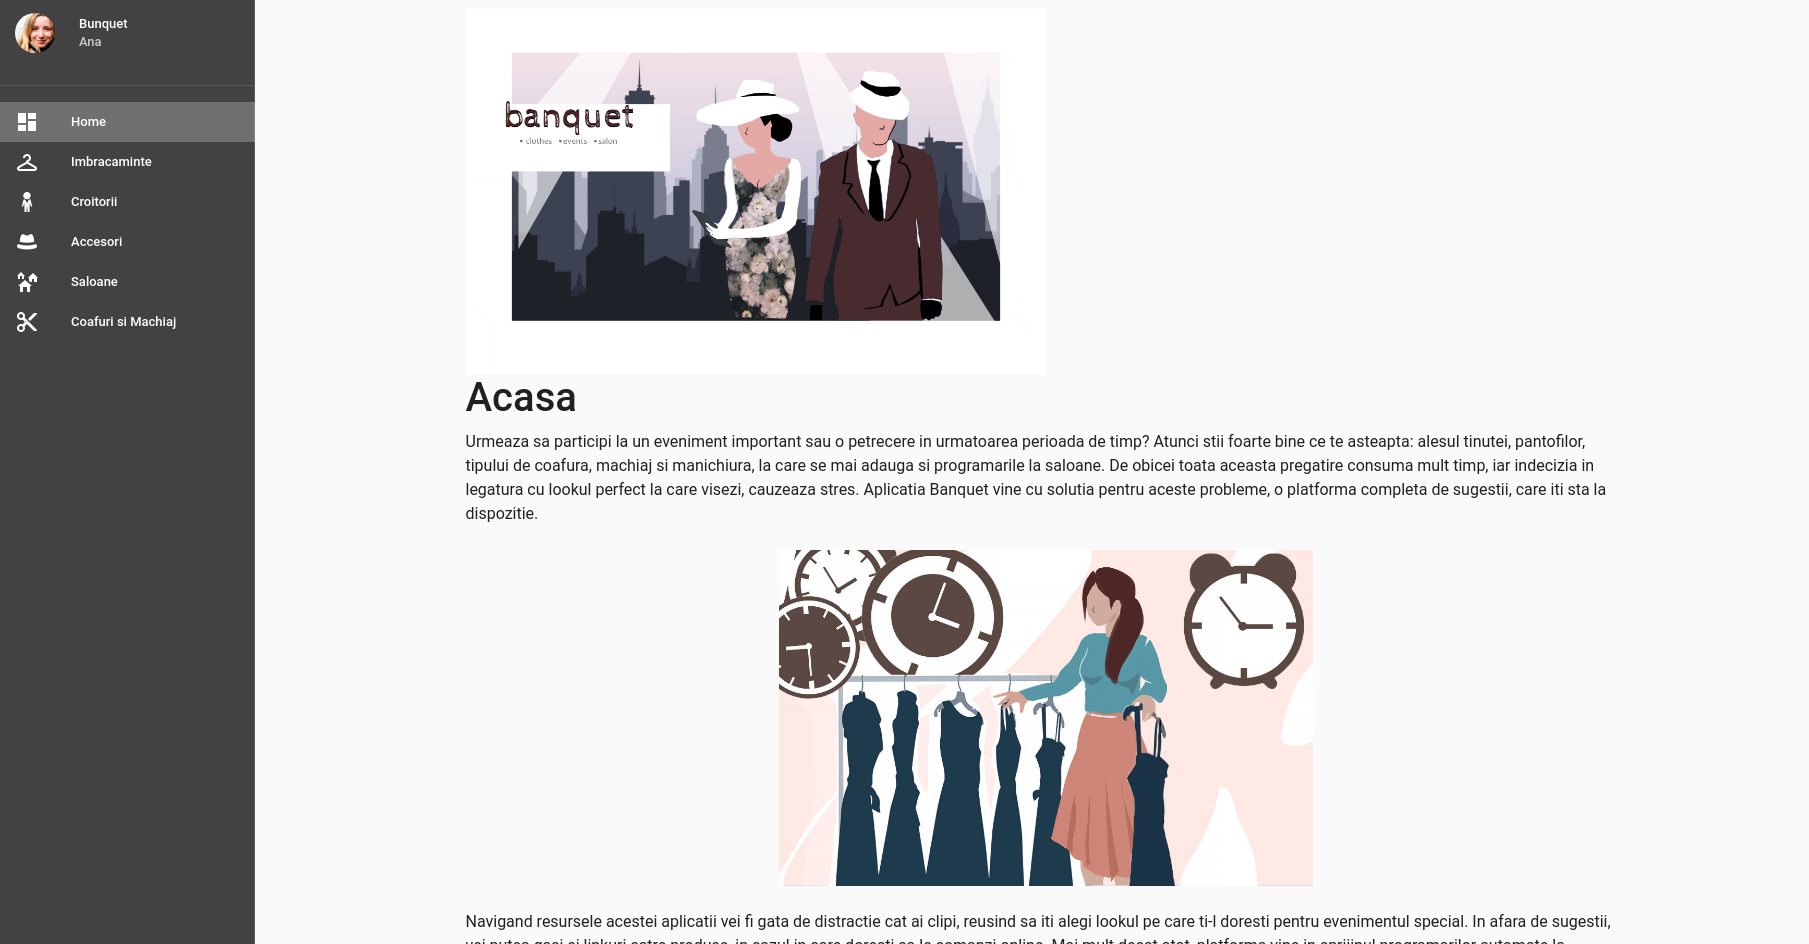 Bunquet
Ana
Home
Imbracaminte
Croitorii
Accesori
Saloane
Coafuri si Machiaj
banquet
• clothes • events • salon
Acasa
Urmeaza sa participi la un eveniment important sau o petrecere in urmatoarea perioada de timp? Atunci stii foarte bine ce te asteapta: alesul tinutei, pantofilor,
tipului de coafura, machiaj si manichiura, la care se mai adauga si programarile la saloane. De obicei toata aceasta pregatire consuma mult timp, iar indecizia in
legatura cu lookul perfect la care visezi, cauzeaza stres. Aplicatia Banquet vine cu solutia pentru aceste probleme, o platforma completa de sugestii, care iti sta la
dispozitie.
Navigand resursele acestei aplicatii vei fi gata de distractie cat ai clipi, reusind sa iti alegi lookul pe care ti-l doresti pentru evenimentul special. In afara de sugestii,